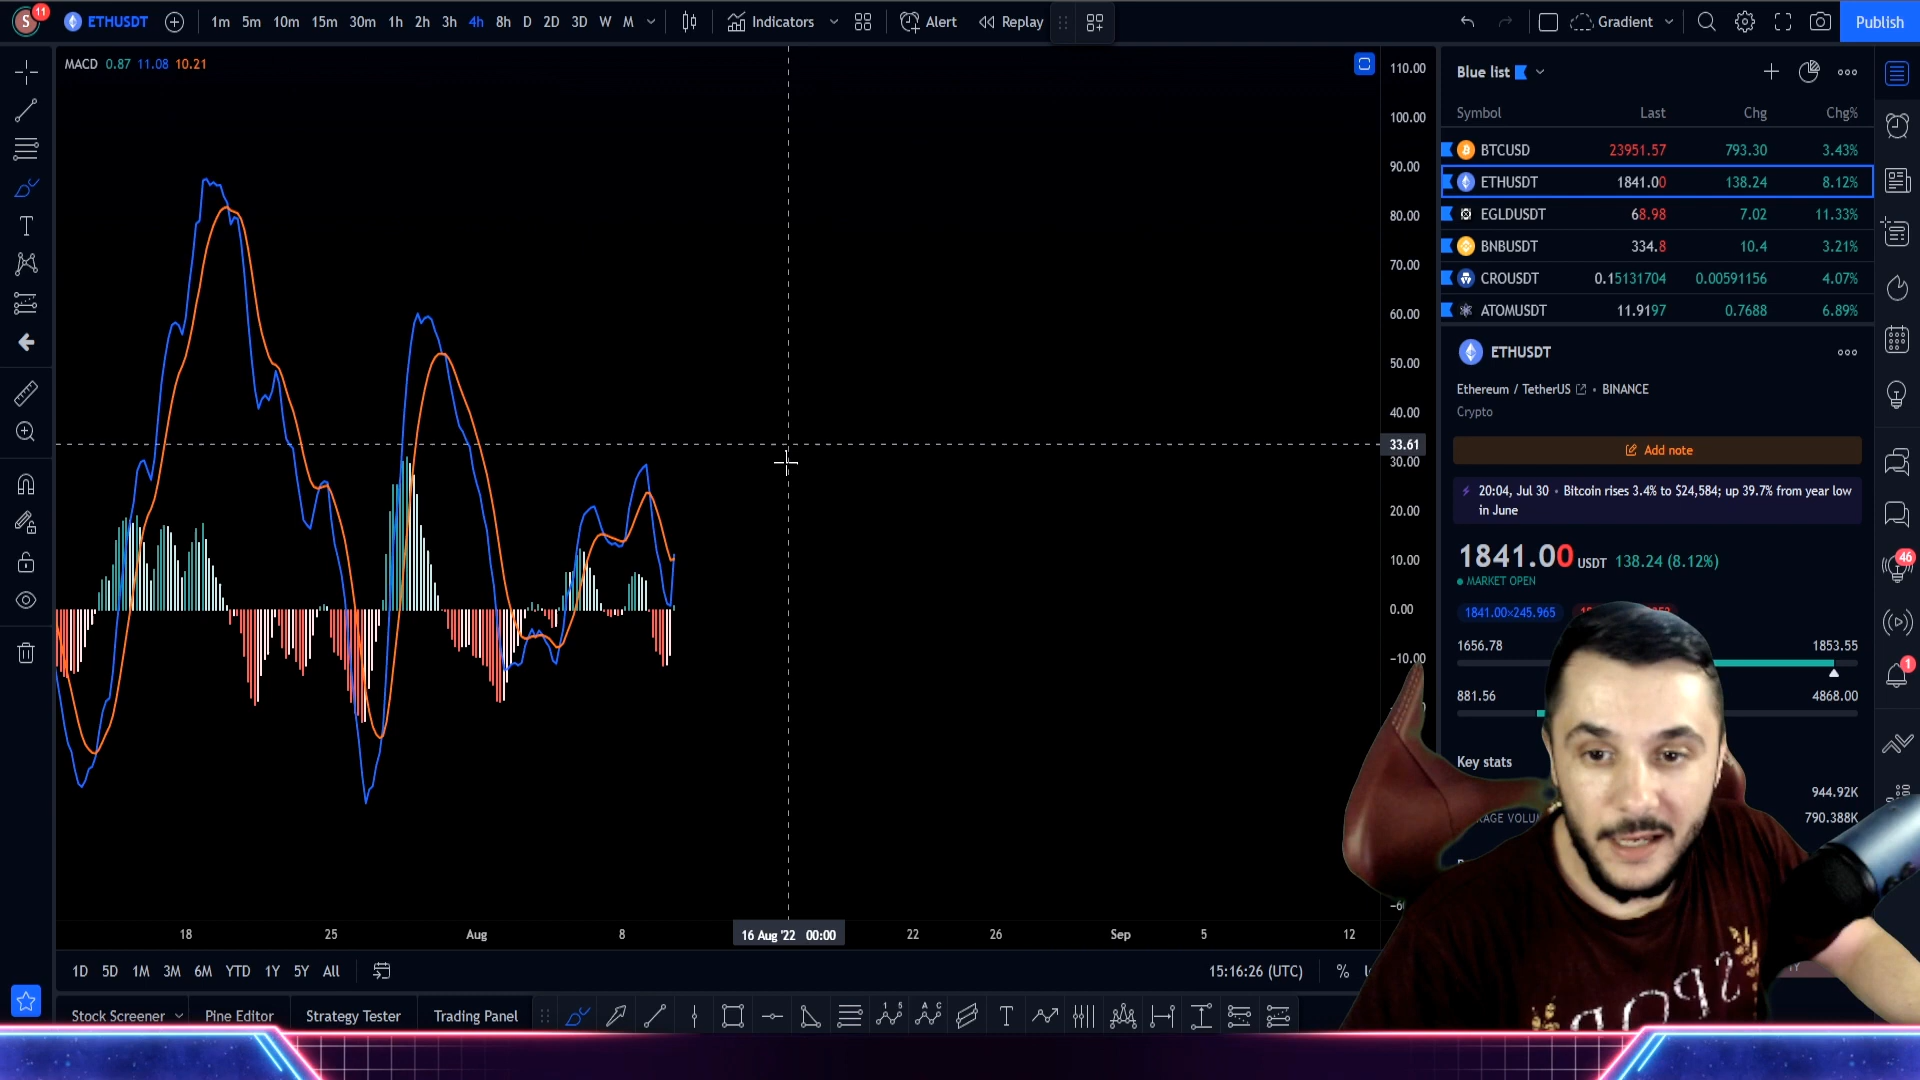 S 11 ETHUSDT 1m 5m 10m 15m 30m 1h 2h 3h 4h 8h D 2D 3D W M Indicators Alert Replay Gradient Publish
MACD 0.87 11.08 10.21
110.00
100.00
90.00
80.00
70.00
60.00
50.00
40.00
33.61
30.00
20.00
10.00
0.00
−10.00
18 25 Aug 8 16 Aug '22 00:00 22 26 Sep 5 12
1D 5D 1M 3M 6M YTD 1Y 5Y All 15:16:26 (UTC) %
Stock Screener Pine Editor Strategy Tester Trading Panel
Blue list
Symbol Last Chg Chg%
BTCUSD 23951.57 793.30 3.43%
ETHUSDT 1841.00 138.24 8.12%
EGLDUSDT 68.98 7.02 11.33%
BNBUSDT 334.8 10.4 3.21%
CROUSDT 0.15131704 0.00591156 4.07%
ATOMUSDT 11.9197 0.7688 6.89%
ETHUSDT
Ethereum / TetherUS • BINANCE
Crypto
Add note
20:04, Jul 30 • Bitcoin rises 3.4% to $24,584; up 39.7% from year low
in June
1841.00 USDT 138.24 (8.12%)
MARKET OPEN
1841.00×245.965
1656.78 1853.55
881.56 4868.00
Key stats
944.92K
790.388K
46
1